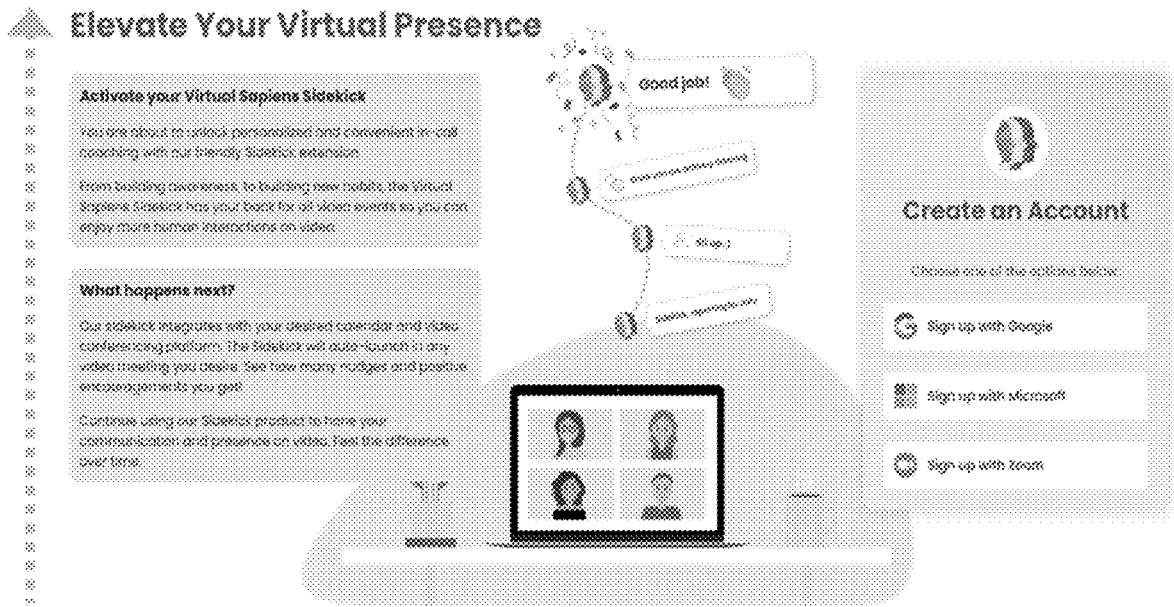 Elevate Your Virtual Presence
Activate your Virtual Sapiens Sidekick
You are about to unlock personalized and convenient in-call
coaching with our friendly Sidekick extension.
From building awareness, to building new habits, the Virtual
Sapiens Sidekick has your back for all video events so you can
enjoy more human interactions on video.
What happens next?
Our sidekick integrates with your desired calendar and video
conferencing platform. The Sidekick will auto-launch in any
video meeting you desire. See how many nudges and positive
encouragements you get!
Continue using our Sidekick product to hone your
communication and presence on video. Feel the difference
over time.
Good job!
Sit up :)
Create an Account
Choose one of the options below:
Sign up with Google
Sign up with Microsoft
Sign up with Zoom